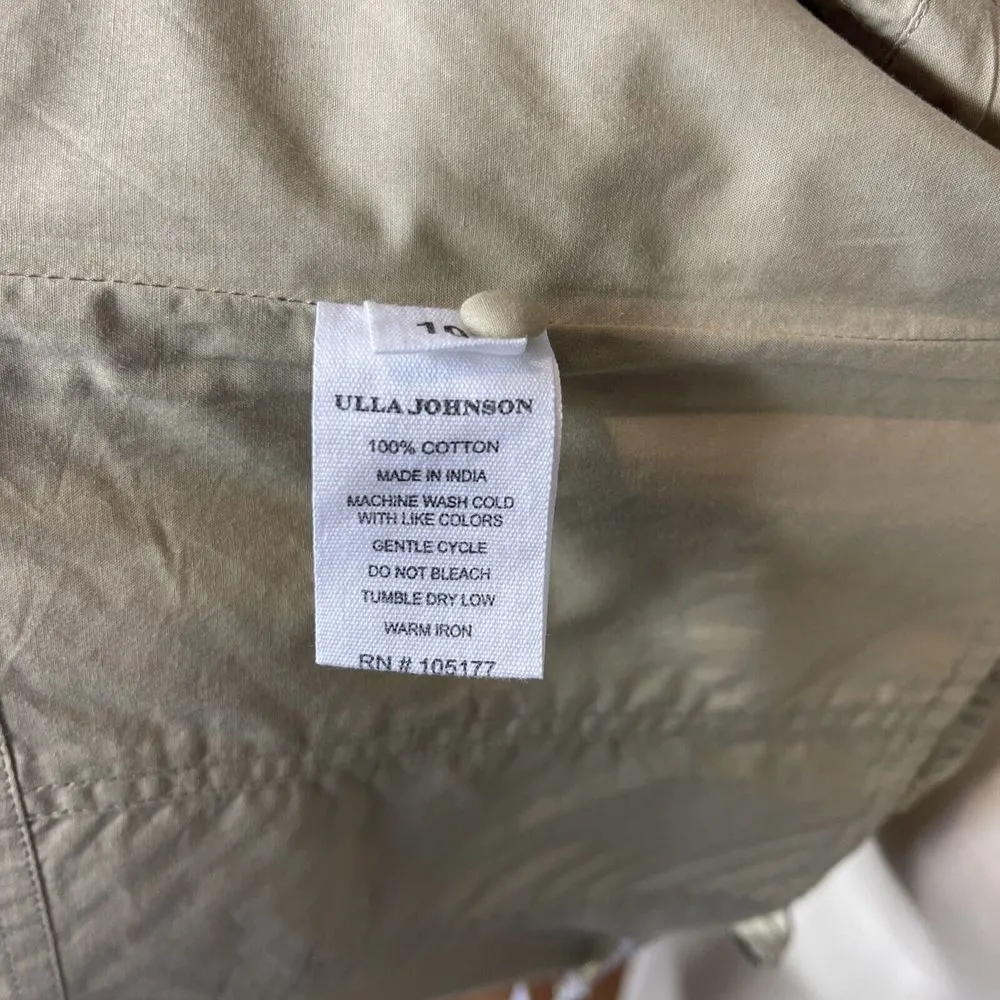 10
ULLA JOHNSON
100% COTTON
MADE IN INDIA
MACHINE WASH COLD
WITH LIKE COLORS
GENTLE CYCLE
DO NOT BLEACH
TUMBLE DRY LOW
WARM IRON
RN # 105177